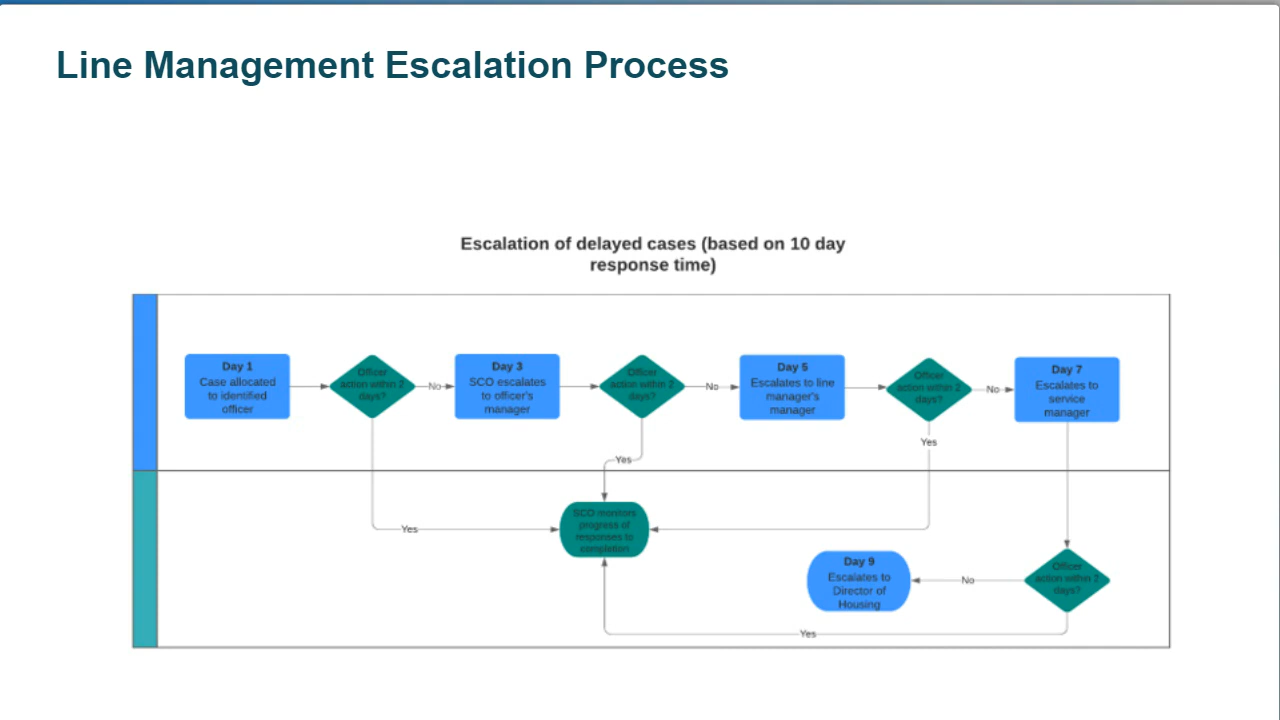 Line Management Escalation Process
Escalation of delayed cases (based on 10 day
response time)
Day 1
Case allocated
to identified
officer
Officer
action within 2
days?
No
Day 3
SCO escalates
to officer's
manager
Officer
action within 2
days?
No
Day 5
Escalates to line
manager's
manager
Officer
action within 2
days?
No
Day 7
Escalates to
service
manager
Yes
Yes
Yes
SCO monitors
progress of
responses to
completion
Day 9
Escalates to
Director of
Housing
No
Officer
action within 2
days?
Yes